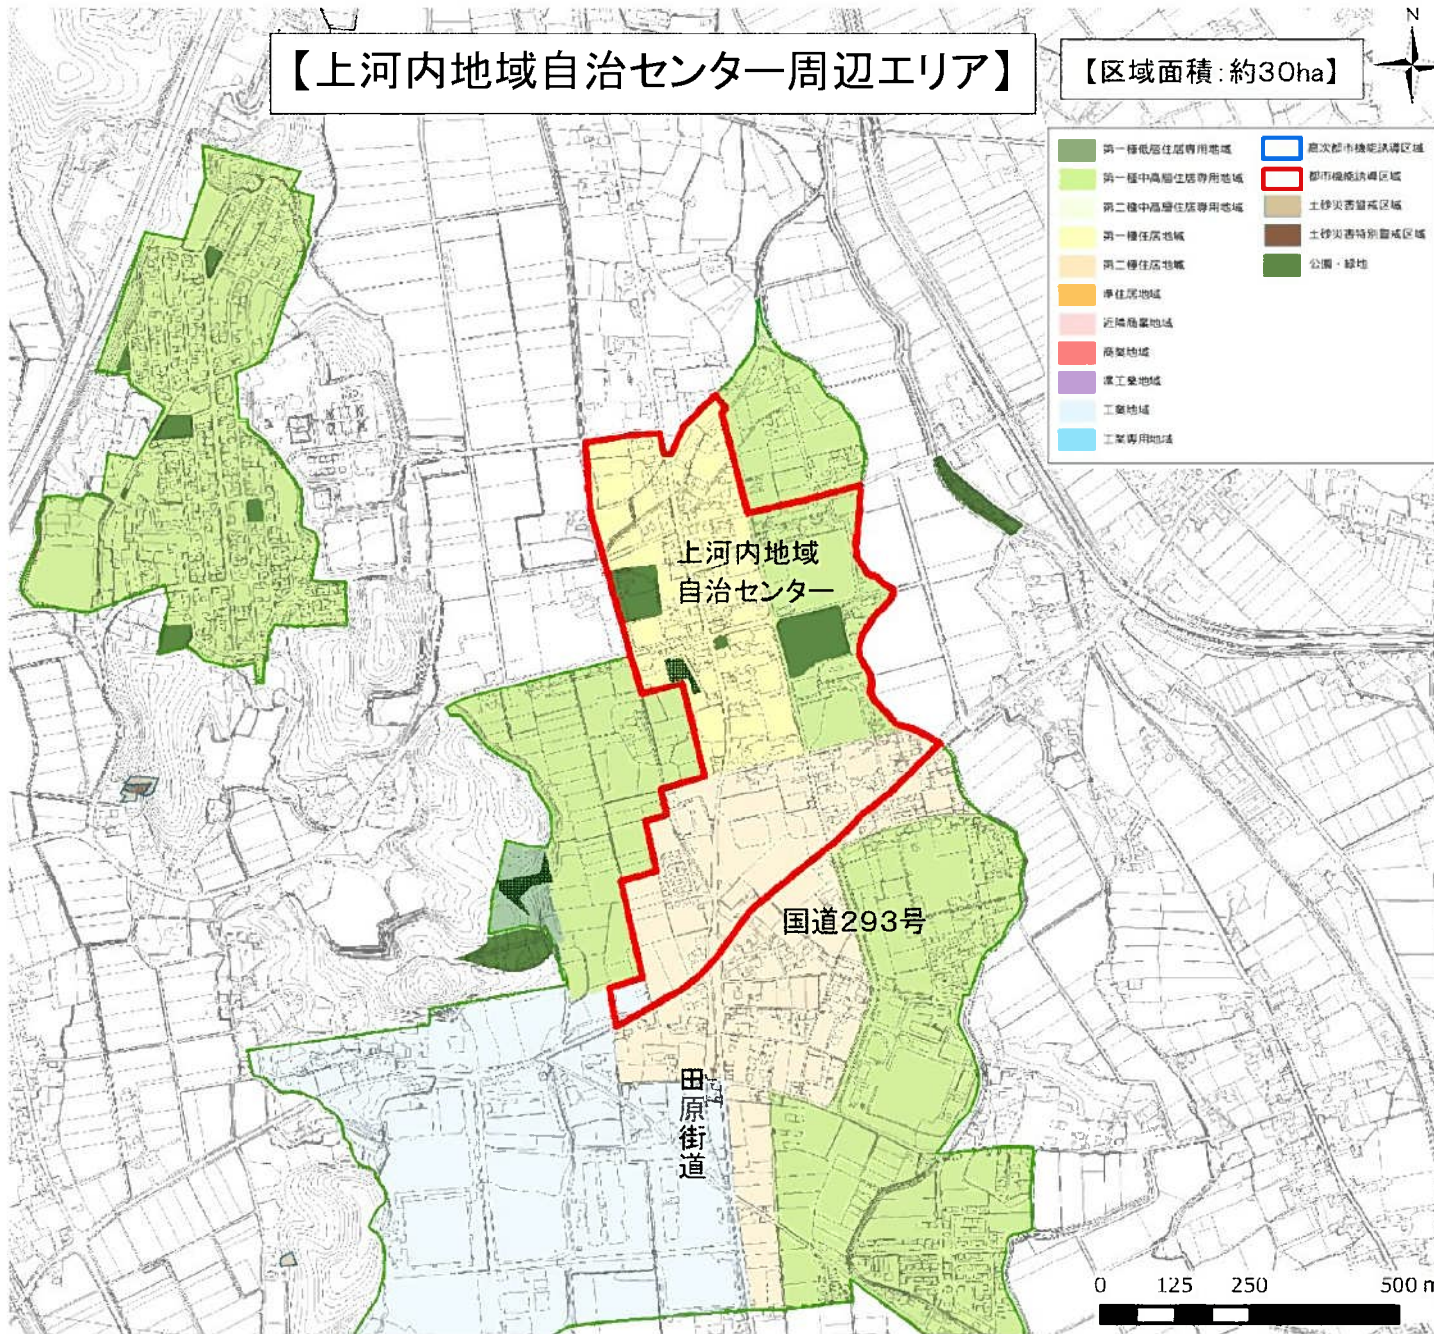 【上河内地域自治センター周辺エリア】
【区域面積:約30ha】
N
第一種低層住居専用地域
第一種中高層住居専用地域
第二種中高層住居専用地域
第一種住居地域
第二種住居地域
準住居地域
近隣商業地域
商業地域
準工業地域
工業地域
工業専用地域
高次都市機能誘導区域
都市機能誘導区域
土砂災害警戒区域
土砂災害特別警戒区域
公園・緑地
上河内地域
自治センター
国道293号
田原街道
0 125 250 500 m